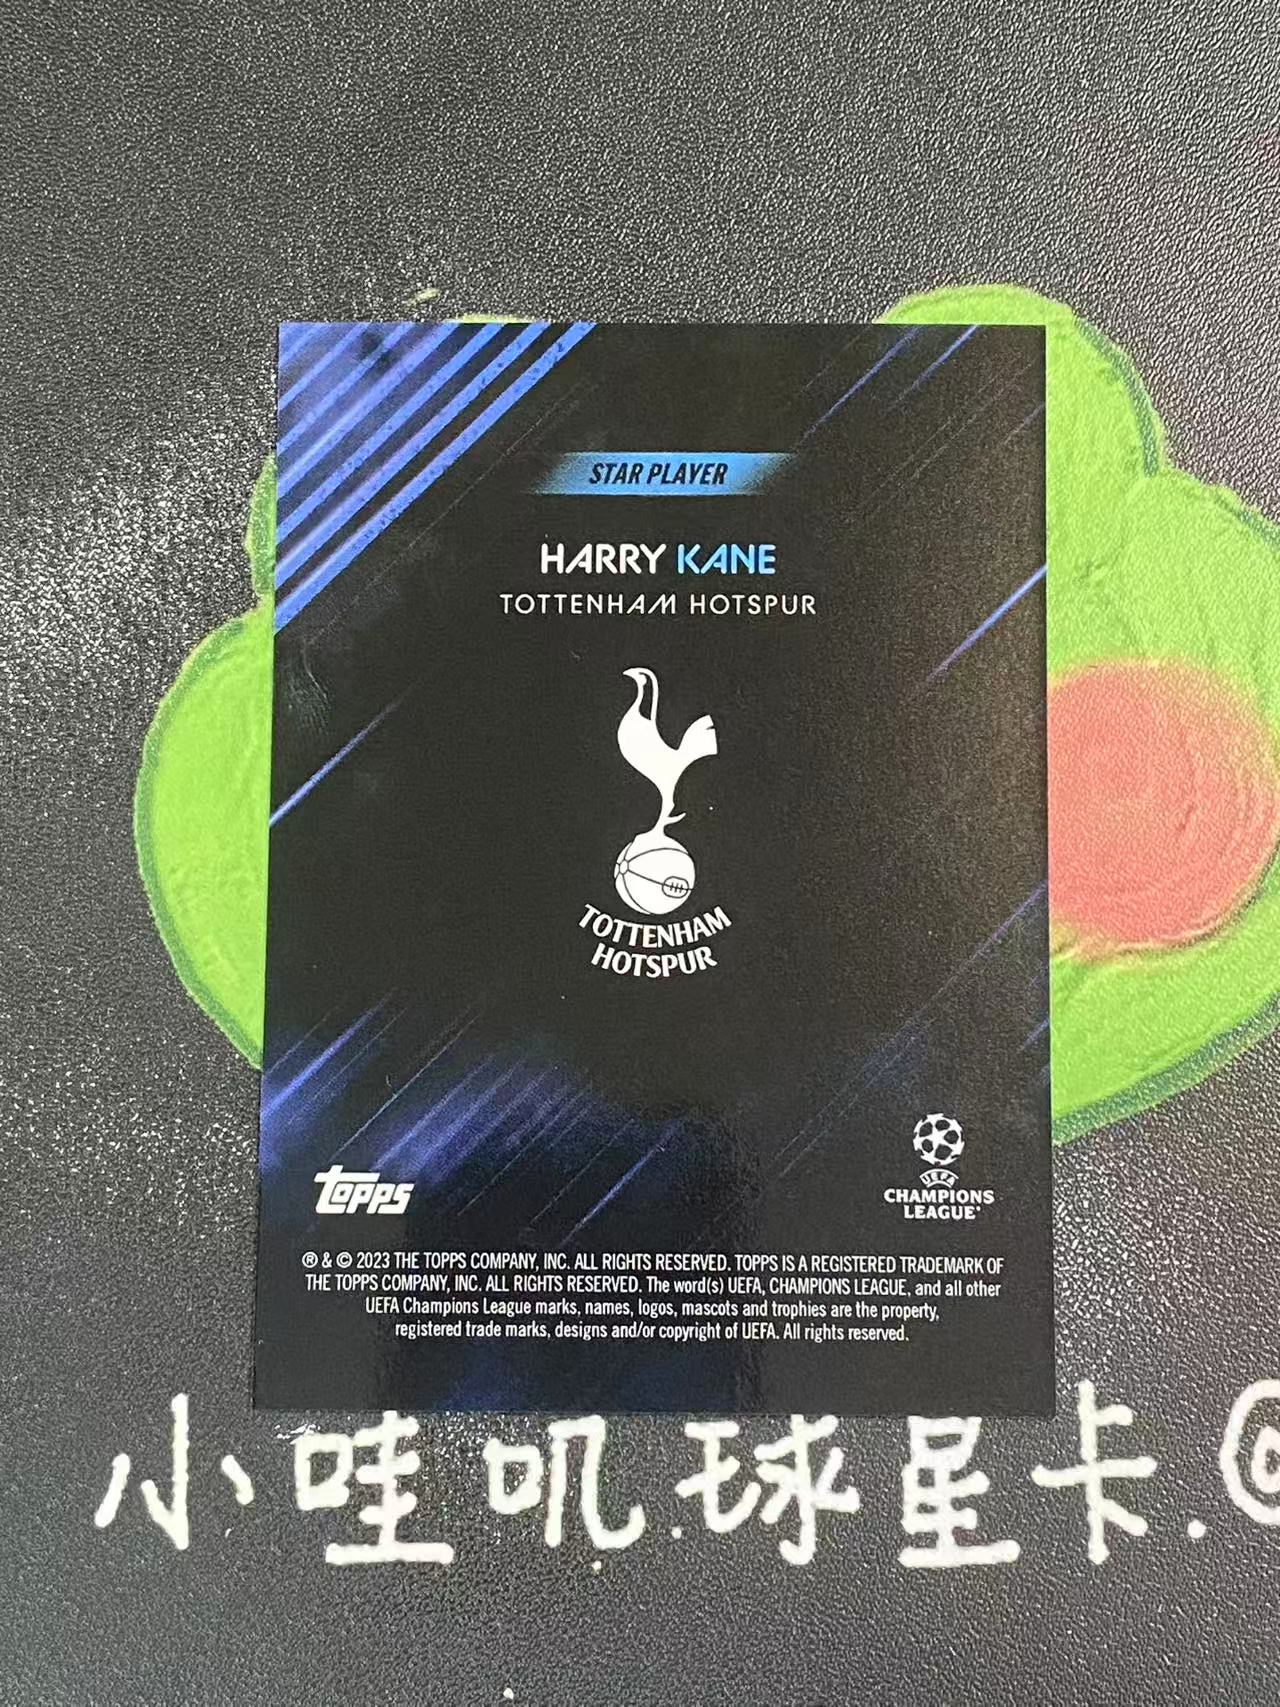 STAR PLAYER
HARRY KANE
TOTTENHAM HOTSPUR
TOTTENHAM
HOTSPUR
topps
UEFA
CHAMPIONS
LEAGUE
® & © 2023 THE TOPPS COMPANY, INC. ALL RIGHTS RESERVED. TOPPS IS A REGISTERED TRADEMARK OF
THE TOPPS COMPANY, INC. ALL RIGHTS RESERVED. The word(s) UEFA, CHAMPIONS LEAGUE, and all other
UEFA Champions League marks, names, logos, mascots and trophies are the property,
registered trade marks, designs and/or copyright of UEFA. All rights reserved.
小哇叽.球星卡.@